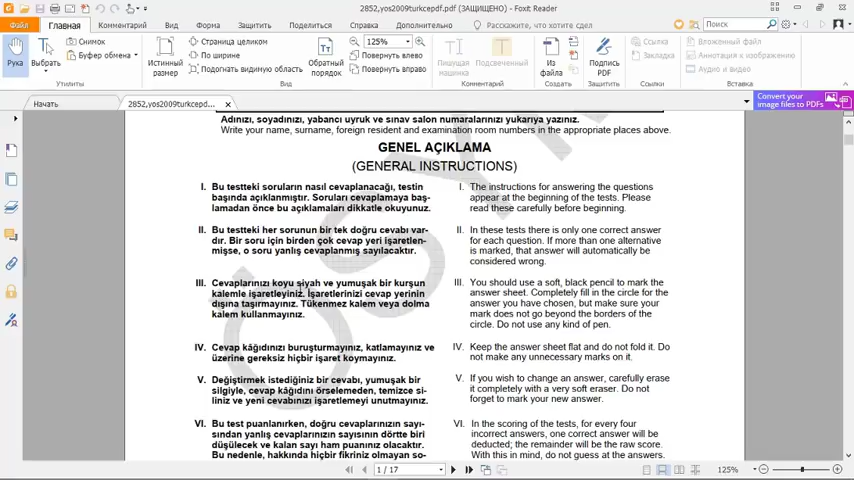 2852,yos2009turkcepdf.pdf (ЗАЩИЩЕНО) - Foxit Reader
Файл Главная Комментарий Вид Форма Защитить Поделиться Connect Справка Дополнительно Расскажите, что хотите сдел... Поиск
Рука
Выбрать
Снимок
Буфер обмена
Утилиты
Истинный размер
Страница целиком
По ширине
Подогнать видимую область
Обратный порядок
Вид
125%
Повернуть влево
Повернуть вправо
Пишущая машинка
Подсвеченный
Комментарий
Из файла
Создать
Подпись PDF
Защитить
Ссылка
Закладка
Ссылки
Вложенный файл
Аннотация к изображению
Аудио и видео
Вставка
Начать
2852,yos2009turkcepd...
Convert your
image files to PDFs
Adınızı, soyadınızı, yabancı uyruk ve sınav salon numaralarınızı yukarıya yazınız.
Write your name, surname, foreign resident and examination room numbers in the appropriate places above.
GENEL AÇIKLAMA
(GENERAL INSTRUCTIONS)
I. Bu testteki soruların nasıl cevaplanacağı, testin
başında açıklanmıştır. Soruları cevaplamaya baş-
lamadan önce bu açıklamaları dikkatle okuyunuz.
II. Bu testteki her sorunun bir tek doğru cevabı var-
dır. Bir soru için birden çok cevap yeri işaretlen-
mişse, o soru yanlış cevaplanmış sayılacaktır.
III. Cevaplarınızı koyu siyah ve yumuşak bir kurşun
kalemle işaretleyiniz. İşaretlerinizi cevap yerinin
dışına taşırmayınız. Tükenmez kalem veya dolma
kalem kullanmayınız.
IV. Cevap kâğıdınızı buruşturmayınız, katlamayınız ve
üzerine gereksiz hiçbir işaret koymayınız.
V. Değiştirmek istediğiniz bir cevabı, yumuşak bir
silgiyle, cevap kâğıdını örselemeden, temizce si-
liniz ve yeni cevabınızı işaretlemeyi unutmayınız.
VI. Bu test puanlanırken, doğru cevaplarınızın sayı-
sından yanlış cevaplarınızın sayısının dörtte biri
düşülecek ve kalan sayı ham puanınız olacaktır.
Bu nedenle, hakkında hiçbir fikriniz olmayan so-
I. The instructions for answering the questions
appear at the beginning of the tests. Please
read these carefully before beginning.
II. In these tests there is only one correct answer
for each question. If more than one alternative
is marked, that answer will automatically be
considered wrong.
III. You should use a soft, black pencil to mark the
answer sheet. Completely fill in the circle for the
answer you have chosen, but make sure your
mark does not go beyond the borders of the
circle. Do not use any kind of pen.
IV. Keep the answer sheet flat and do not fold it. Do
not make any unnecessary marks on it.
V. If you wish to change an answer, carefully erase
it completely with a very soft eraser. Do not
forget to mark your new answer.
VI. In the scoring of the tests, for every four
incorrect answers, one correct answer will be
deducted; the remainder will be the raw score.
With this in mind, do not guess at the answers.
ÖSYM
1 / 17
125%